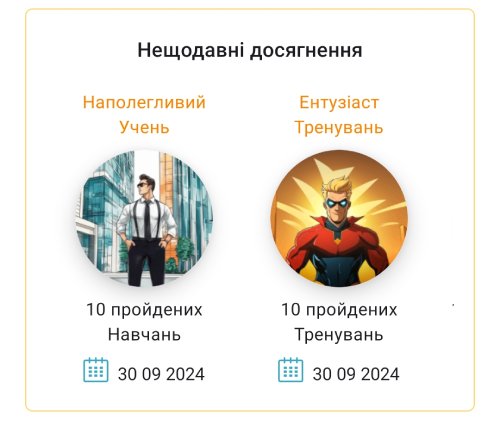 Нещодавні досягнення
Наполегливий
Учень
Ентузіаст
Тренувань
10 пройдених
Навчань
10 пройдених
Тренувань
30 09 2024
30 09 2024